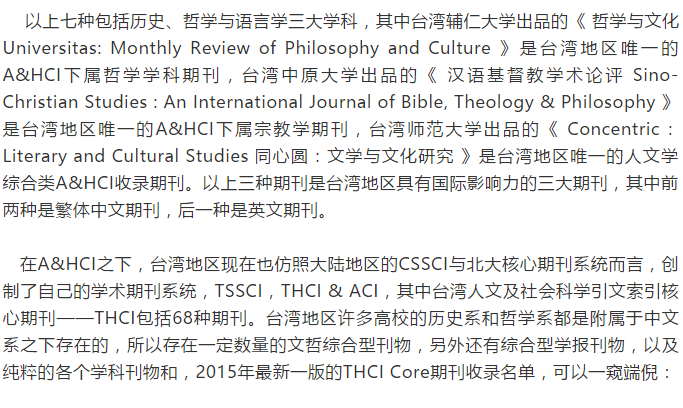 以上七种包括历史、哲学与语言学三大学科，其中台湾辅仁大学出品的《 哲学与文化
Universitas: Monthly Review of Philosophy and Culture 》是台湾地区唯一的
A&HCI下属哲学学科期刊，台湾中原大学出品的《 汉语基督教学术论评 Sino-
Christian Studies : An International Journal of Bible, Theology & Philosophy 》
是台湾地区唯一的A&HCI下属宗教学期刊，台湾师范大学出品的《 Concentric：
Literary and Cultural Studies 同心圆：文学与文化研究 》是台湾地区唯一的人文学
综合类A&HCI收录期刊。以上三种期刊是台湾地区具有国际影响力的三大期刊，其中前
两种是繁体中文期刊，后一种是英文期刊。
在A&HCI之下，台湾地区现在也仿照大陆地区的CSSCI与北大核心期刊系统而言，创
制了自己的学术期刊系统，TSSCI，THCI & ACI，其中台湾人文及社会科学引文索引核
心期刊——THCI包括68种期刊。台湾地区许多高校的历史系和哲学系都是附属于中文
系之下存在的，所以存在一定数量的文哲综合型刊物，另外还有综合型学报刊物，以及
纯粹的各个学科刊物和，2015年最新一版的THCI Core期刊收录名单，可以一窥端倪：